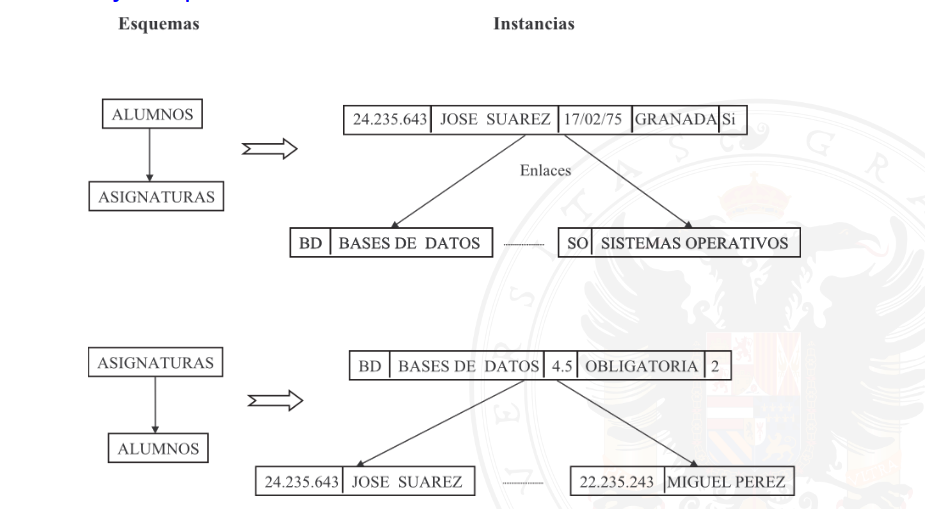 Esquemas Instancias
ALUMNOS
24.235.643 JOSE SUAREZ 17/02/75 GRANADA Si
Enlaces
ASIGNATURAS
BD BASES DE DATOS SO SISTEMAS OPERATIVOS
ASIGNATURAS
BD BASES DE DATOS 4.5 OBLIGATORIA 2
ALUMNOS
24.235.643 JOSE SUAREZ 22.235.243 MIGUEL PEREZ